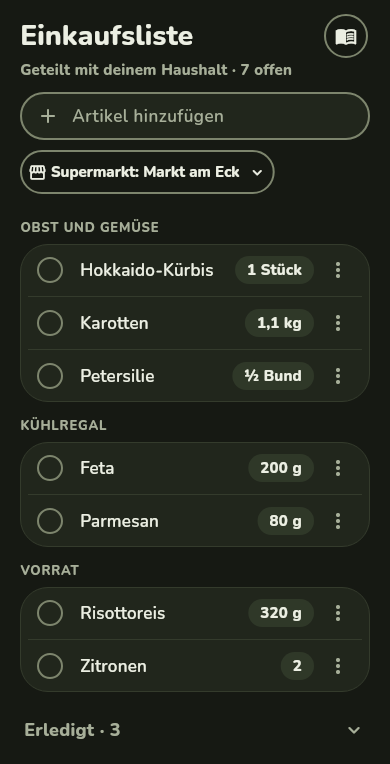 Einkaufsliste
Geteilt mit deinem Haushalt · 7 offen
Artikel hinzufügen
Supermarkt: Markt am Eck
OBST UND GEMÜSE
Hokkaido-Kürbis 1 Stück
Karotten 1,1 kg
Petersilie ½ Bund
KÜHLREGAL
Feta 200 g
Parmesan 80 g
VORRAT
Risottoreis 320 g
Zitronen 2
Erledigt · 3